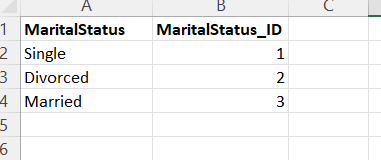 A B C
1 MaritalStatus MaritalStatus_ID
2 Single 1
3 Divorced 2
4 Married 3
5
6